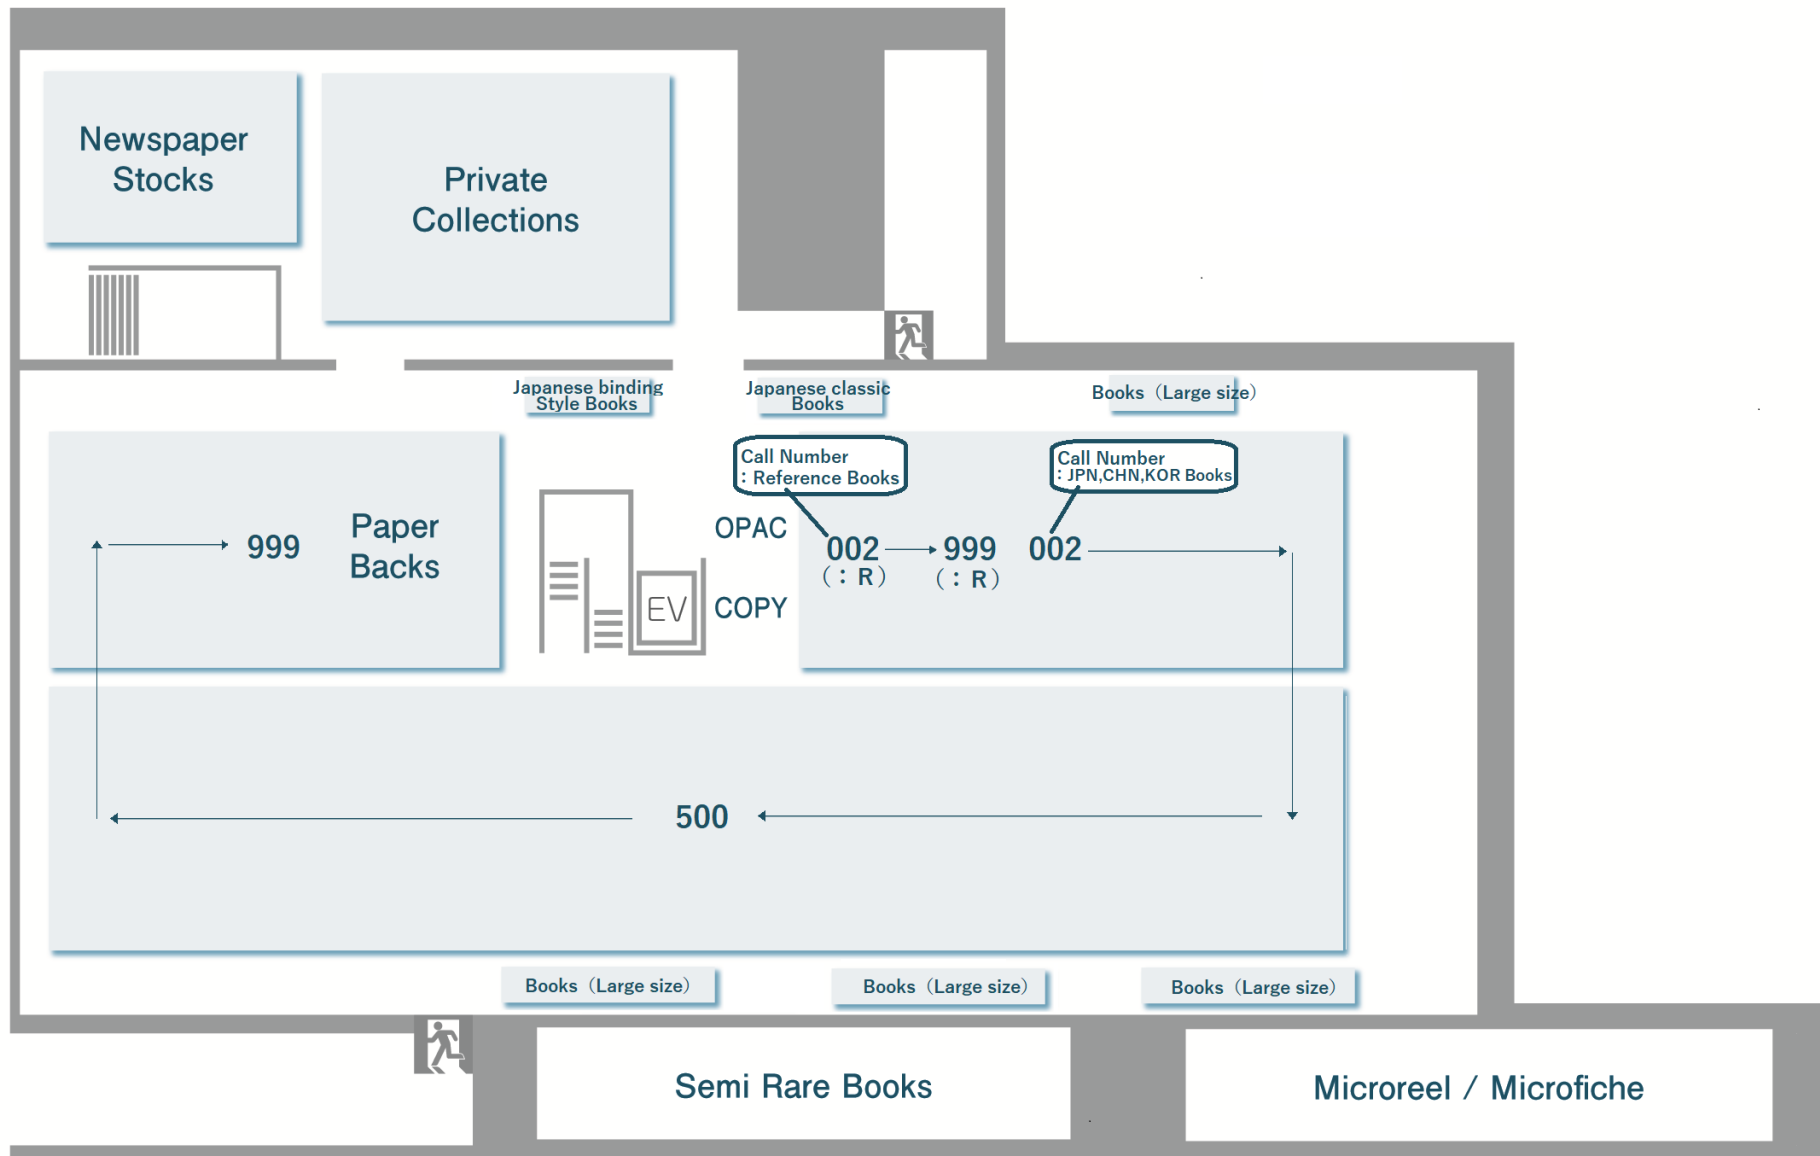 Newspaper
Stocks
Private
Collections
Japanese binding
Style Books
Japanese classic
Books
Books（Large size）
Call Number
：Reference Books
Call Number
：JPN,CHN,KOR Books
999
Paper
Backs
OPAC
COPY
EV
002
（：R）
999
（：R）
002
500
Books（Large size）
Books（Large size）
Books（Large size）
Semi Rare Books
Microreel / Microfiche